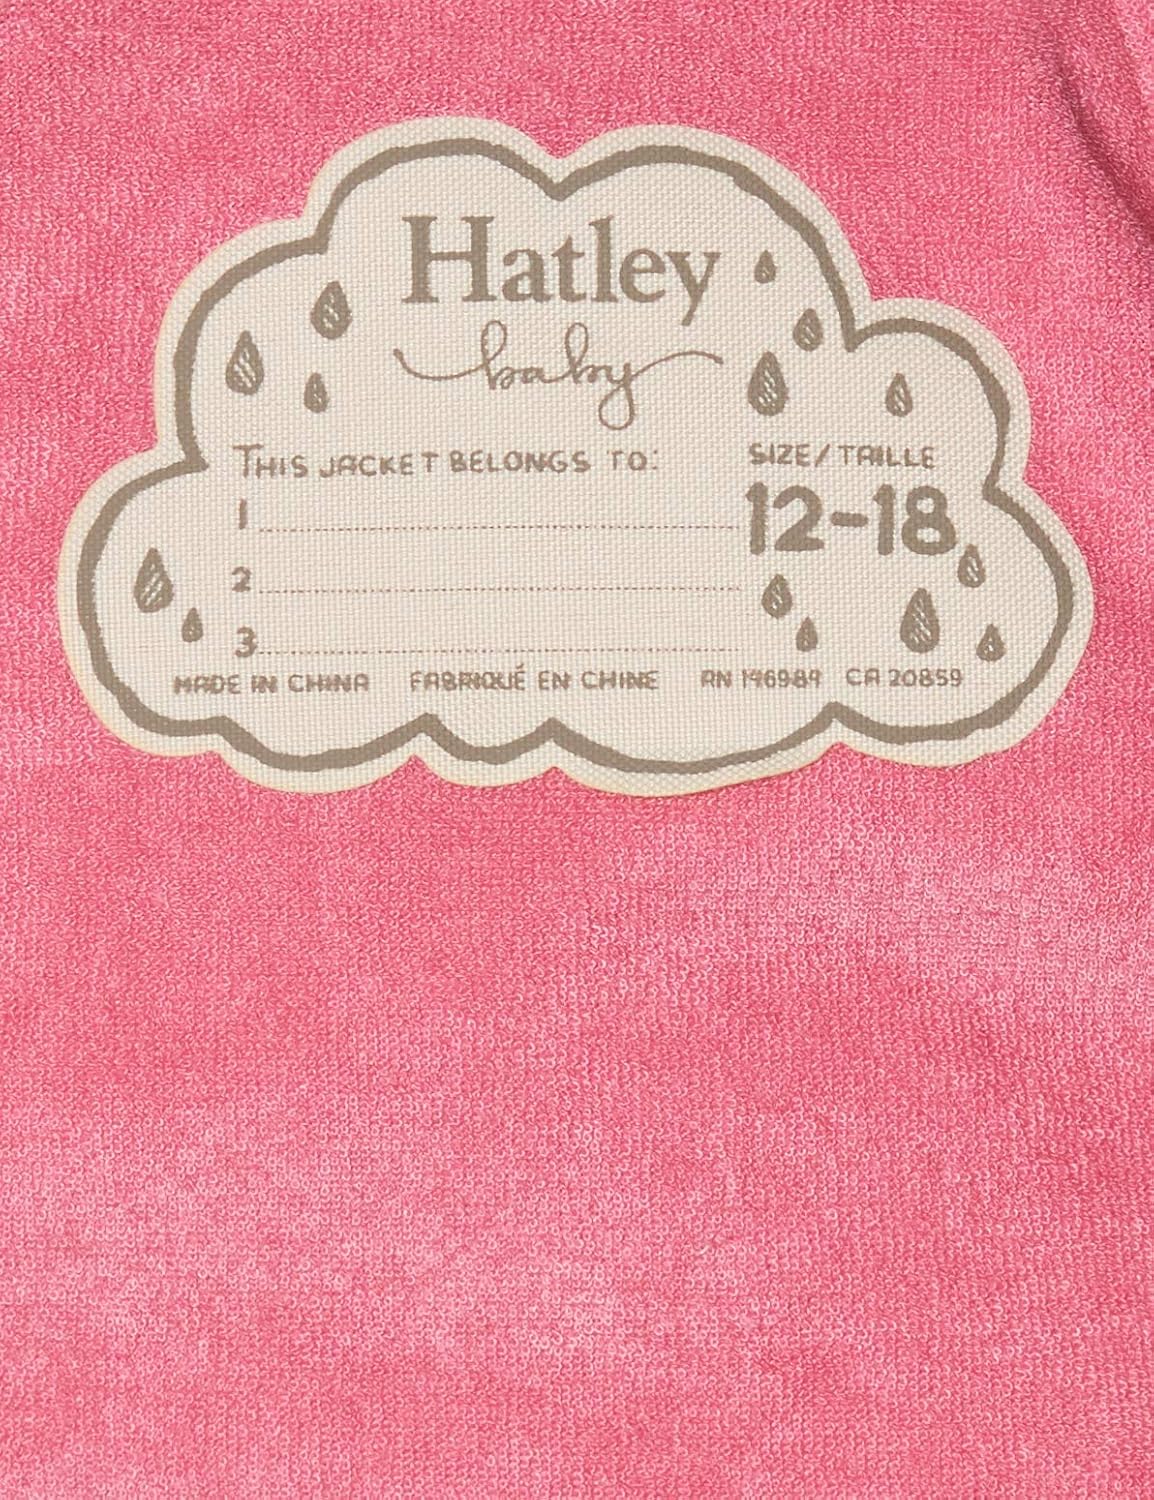 Hatley
baby
THIS JACKET BELONGS TO:
SIZE/TAILLE
1
12-18
2
3
MADE IN CHINA FABRIQUÉ EN CHINE RN 146984 CA 20859